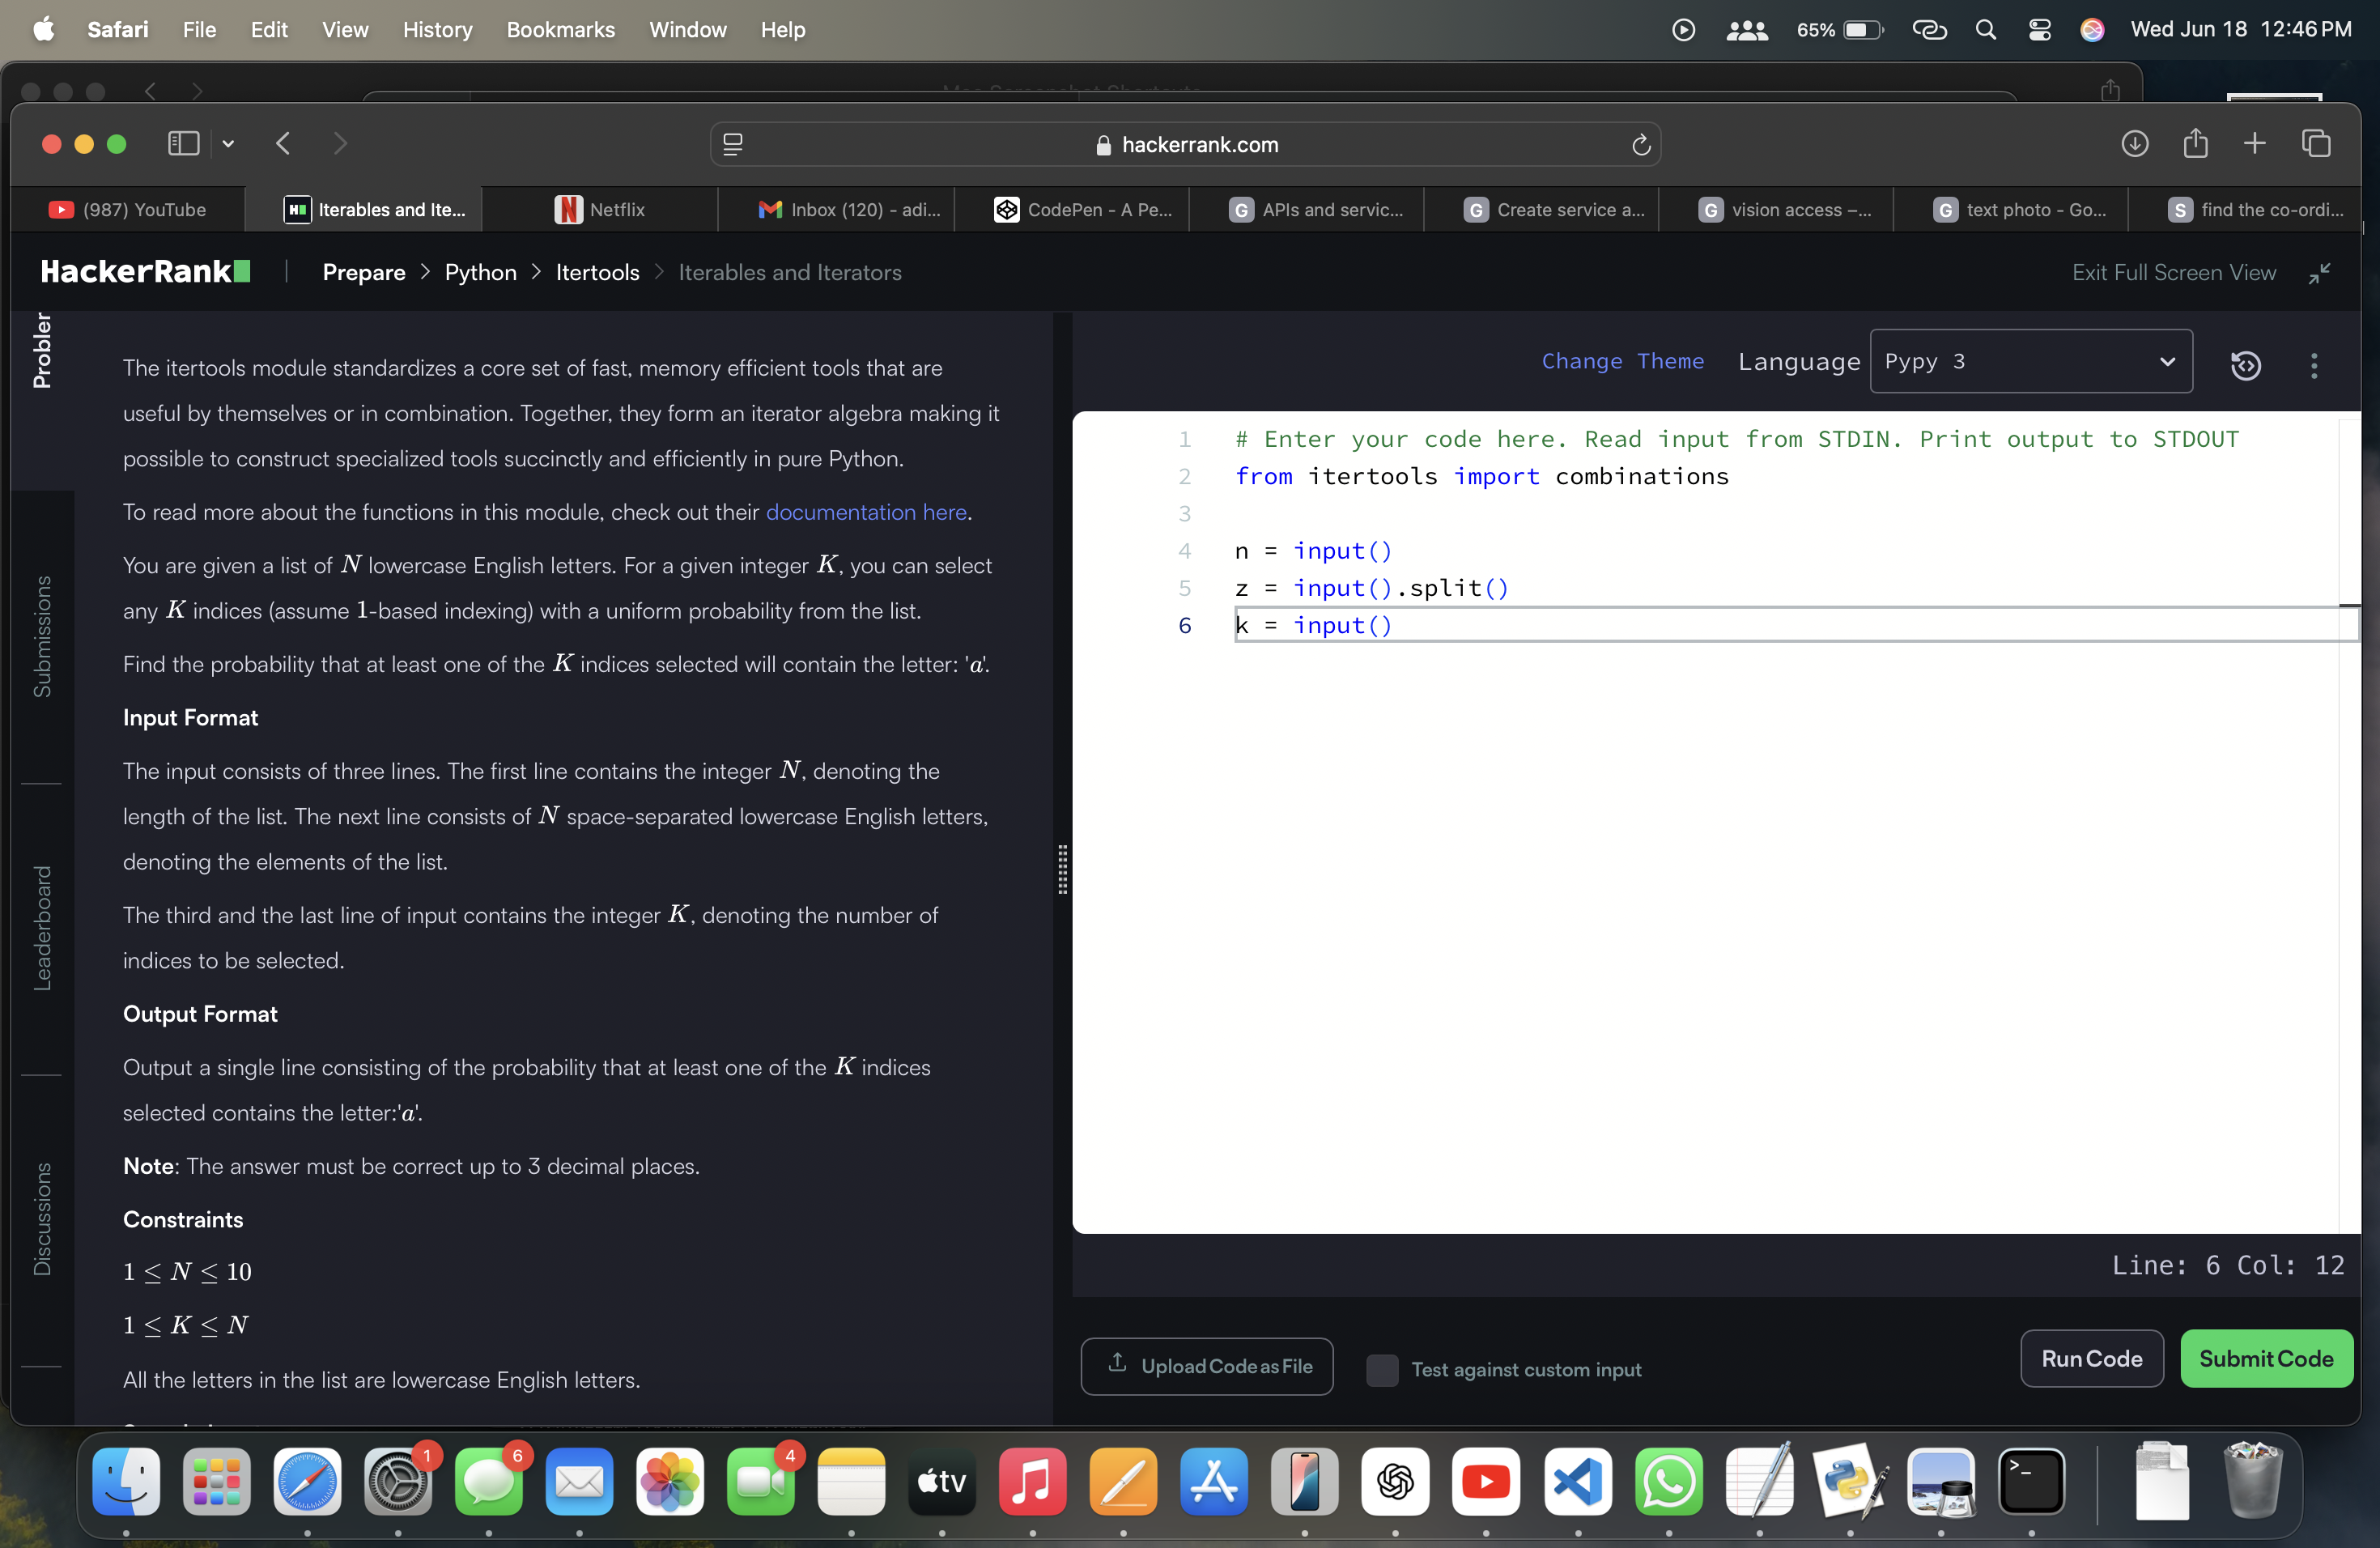 Safari File Edit View History Bookmarks Window Help 65% Wed Jun 18 12:46 PM
hackerrank.com
(987) YouTube Iterables and Ite... Netflix Inbox (120) - adi... CodePen - A Pe... APIs and servic... Create service a... vision access –... text photo - Go... find the co-ordi...
HackerRank | Prepare > Python > Itertools > Iterables and Iterators Exit Full Screen View
Submissions
Leaderboard
Discussions
The itertools module standardizes a core set of fast, memory efficient tools that are
useful by themselves or in combination. Together, they form an iterator algebra making it
possible to construct specialized tools succinctly and efficiently in pure Python.
To read more about the functions in this module, check out their documentation here.
You are given a list of N lowercase English letters. For a given integer K, you can select
any K indices (assume 1-based indexing) with a uniform probability from the list.
Find the probability that at least one of the K indices selected will contain the letter: 'a'.
Input Format
The input consists of three lines. The first line contains the integer N, denoting the
length of the list. The next line consists of N space-separated lowercase English letters,
denoting the elements of the list.
The third and the last line of input contains the integer K, denoting the number of
indices to be selected.
Output Format
Output a single line consisting of the probability that at least one of the K indices
selected contains the letter:'a'.
Note: The answer must be correct up to 3 decimal places.
Constraints
1 ≤ N ≤ 10
1 ≤ K ≤ N
All the letters in the list are lowercase English letters.
Change Theme Language Pypy 3
1 # Enter your code here. Read input from STDIN. Print output to STDOUT
2 from itertools import combinations
3
4 n = input()
5 z = input().split()
6 k = input()
Line: 6 Col: 12
Upload Code as File Test against custom input Run Code Submit Code
1 6 4
tv